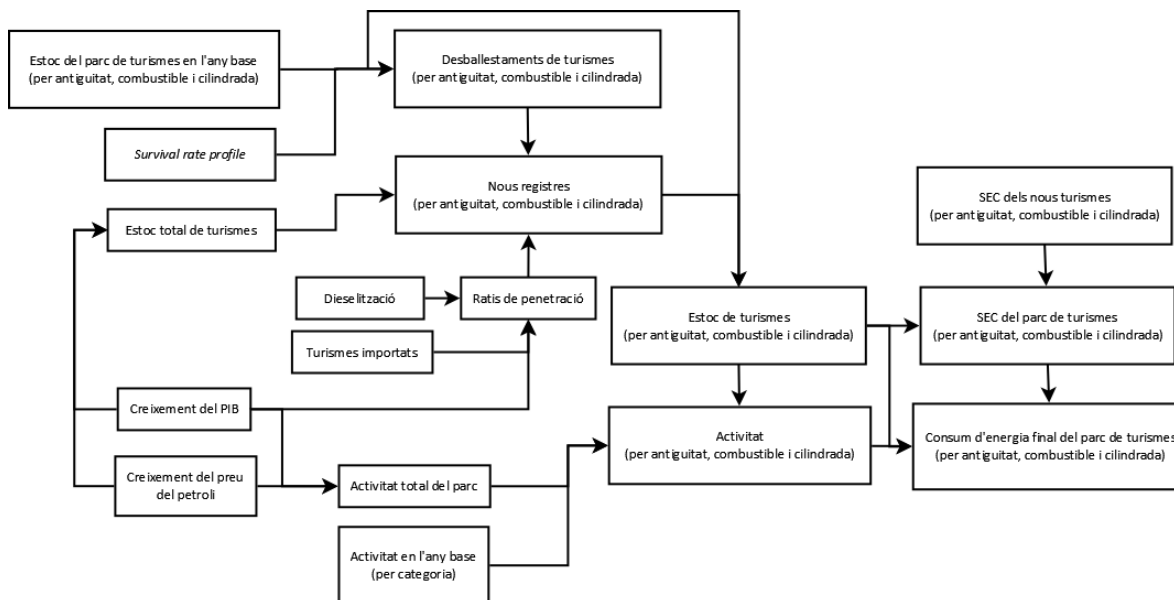 Estoc del parc de turismes en l'any base
(per antiguitat, combustible i cilindrada)
Desballestaments de turismes
(per antiguitat, combustible i cilindrada)
Survival rate profile
Nous registres
(per antiguitat, combustible i cilindrada)
SEC dels nous turismes
(per antiguitat, combustible i cilindrada)
Estoc total de turismes
Dieselització
Ratis de penetració
Estoc de turismes
(per antiguitat, combustible i cilindrada)
SEC del parc de turismes
(per antiguitat, combustible i cilindrada)
Turismes importats
Creixement del PIB
Activitat
(per antiguitat, combustible i cilindrada)
Consum d'energia final del parc de turismes
(per antiguitat, combustible i cilindrada)
Creixement del preu
del petroli
Activitat total del parc
Activitat en l'any base
(per categoria)